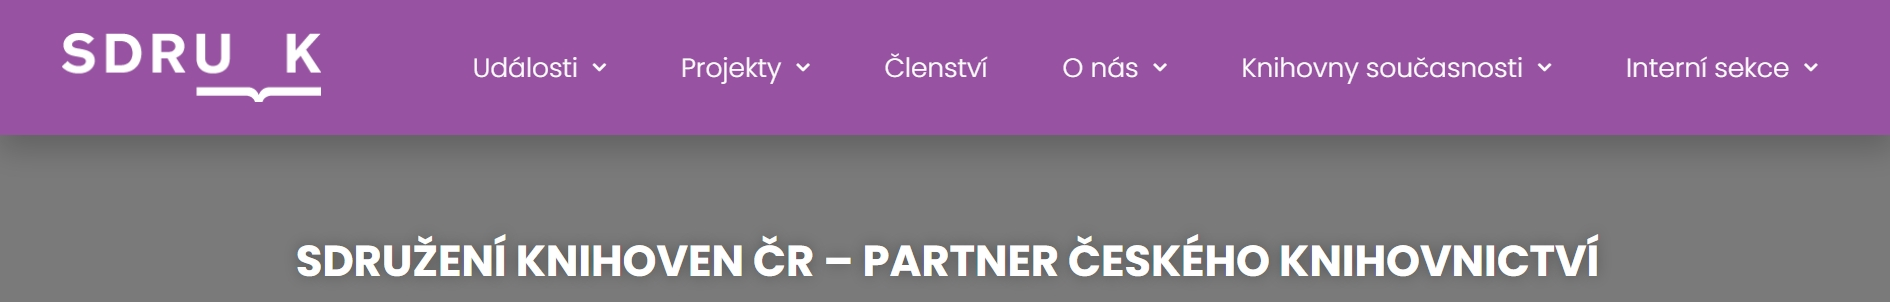 SDRU K
Události Projekty Členství O nás Knihovny současnosti Interní sekce
SDRUŽENÍ KNIHOVEN ČR – PARTNER ČESKÉHO KNIHOVNICTVÍ